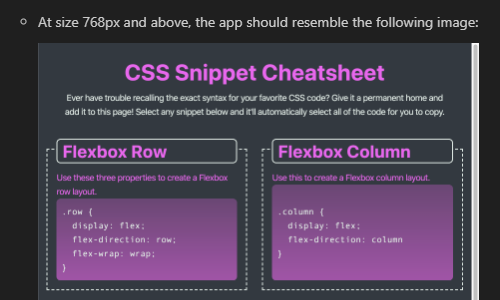 At size 768px and above, the app should resemble the following image:
CSS Snippet Cheatsheet
Ever have trouble recalling the exact syntax for your favorite CSS code? Give it a permanent home and
add it to this page! Select any snippet below and it'll automatically select all of the code for you to copy.
Flexbox Row
Use these three properties to create a Flexbox
row layout.
.row {
display: flex;
flex-direction: row;
flex-wrap: wrap;
}
Flexbox Column
Use this to create a Flexbox column layout.
.column {
display: flex;
flex-direction: column
}